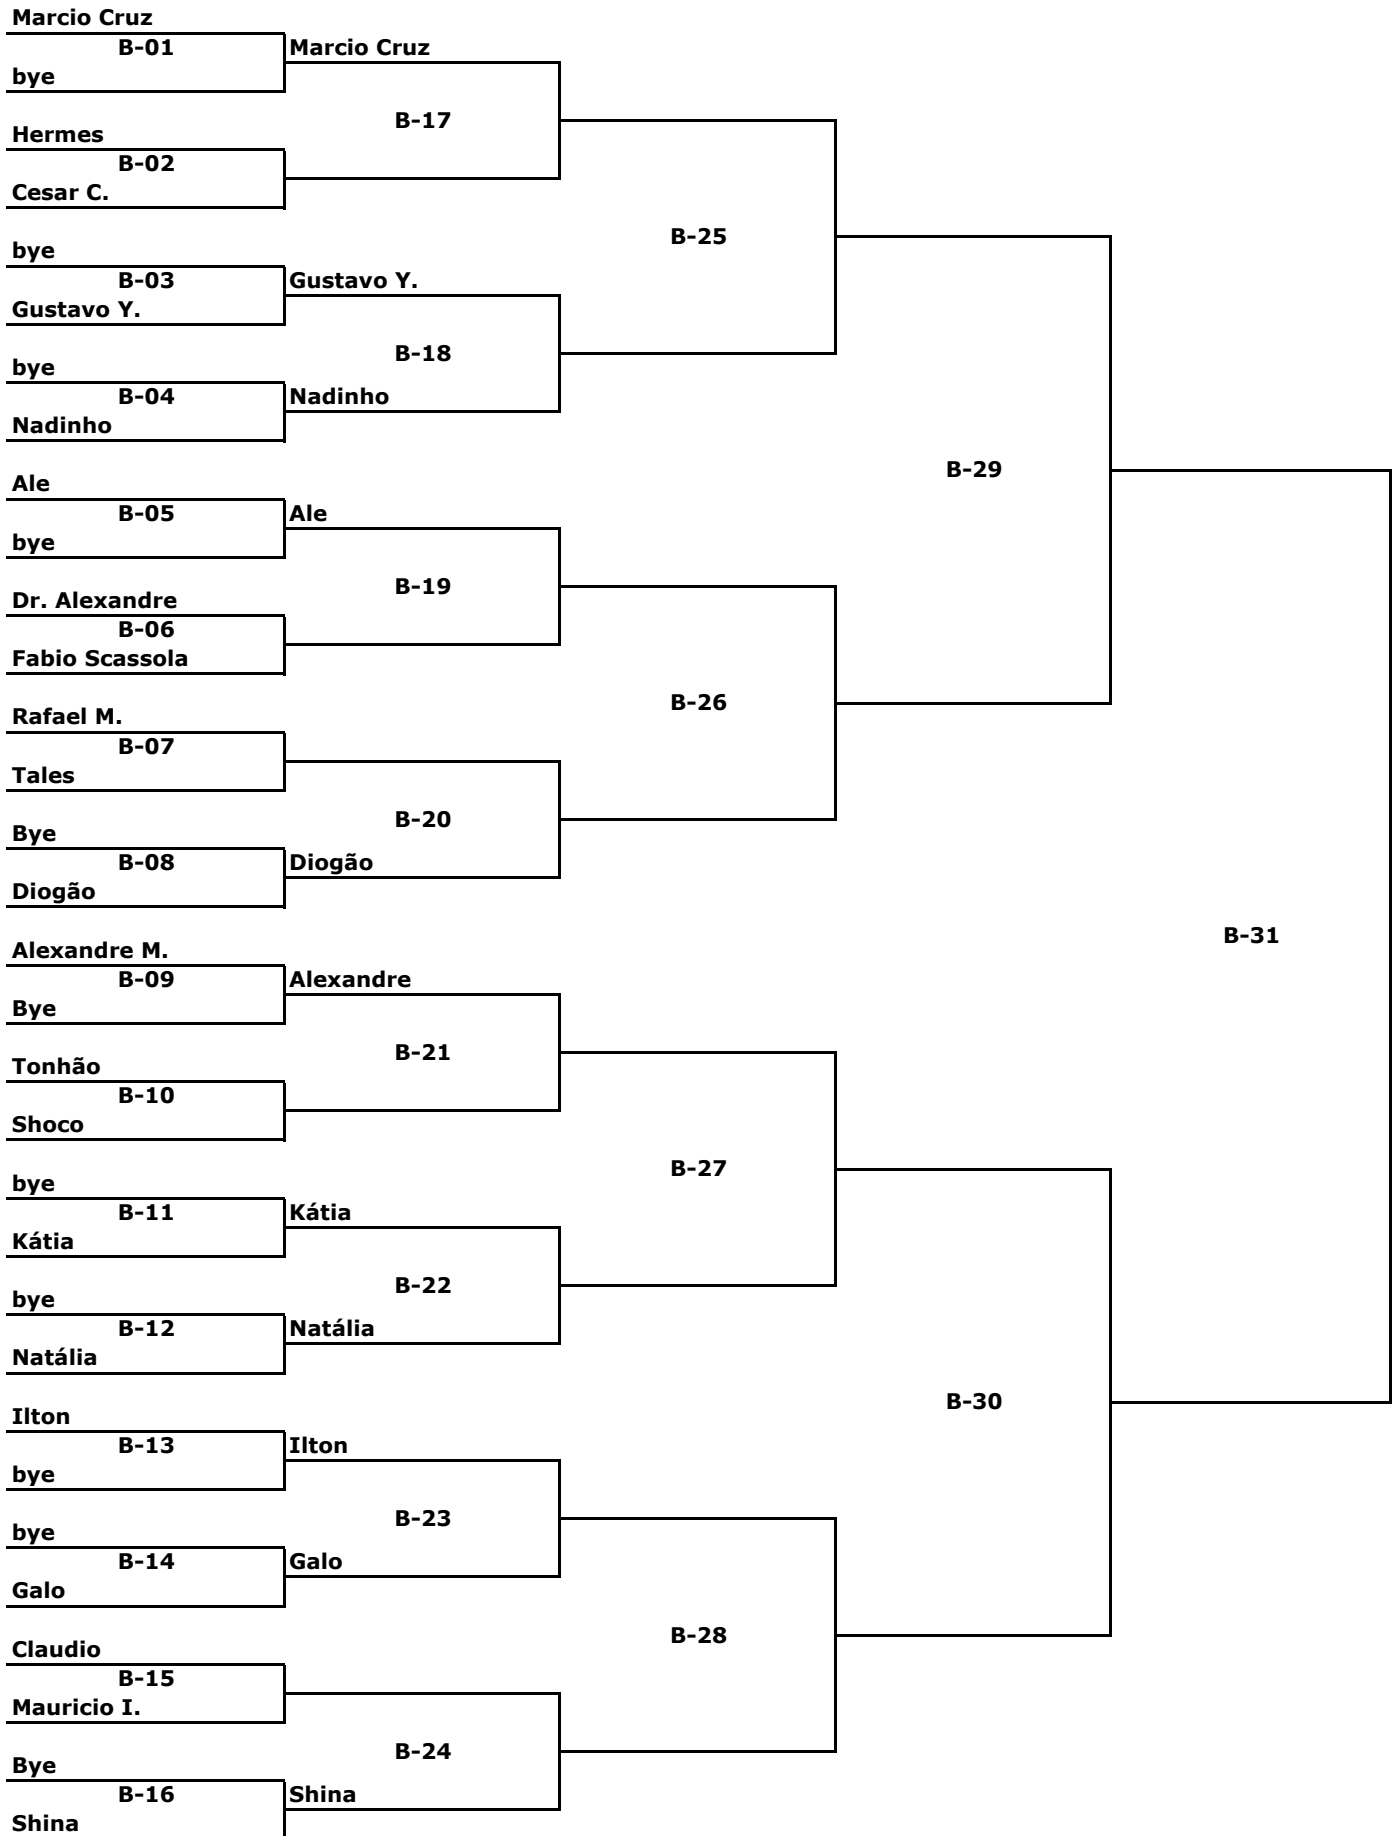 Marcio Cruz
B-01
Marcio Cruz
bye
B-17
Hermes
B-02
Cesar C.
B-25
bye
B-03
Gustavo Y.
Gustavo Y.
B-18
bye
B-04
Nadinho
Nadinho
B-29
Ale
B-05
Ale
bye
B-19
Dr. Alexandre
B-06
Fabio Scassola
B-26
Rafael M.
B-07
Tales
B-20
Bye
B-08
Diogão
Diogão
B-31
Alexandre M.
B-09
Alexandre
Bye
B-21
Tonhão
B-10
Shoco
B-27
bye
B-11
Kátia
Kátia
B-22
bye
B-12
Natália
Natália
B-30
Ilton
B-13
Ilton
bye
B-23
bye
B-14
Galo
Galo
B-28
Claudio
B-15
Mauricio I.
B-24
Bye
B-16
Shina
Shina